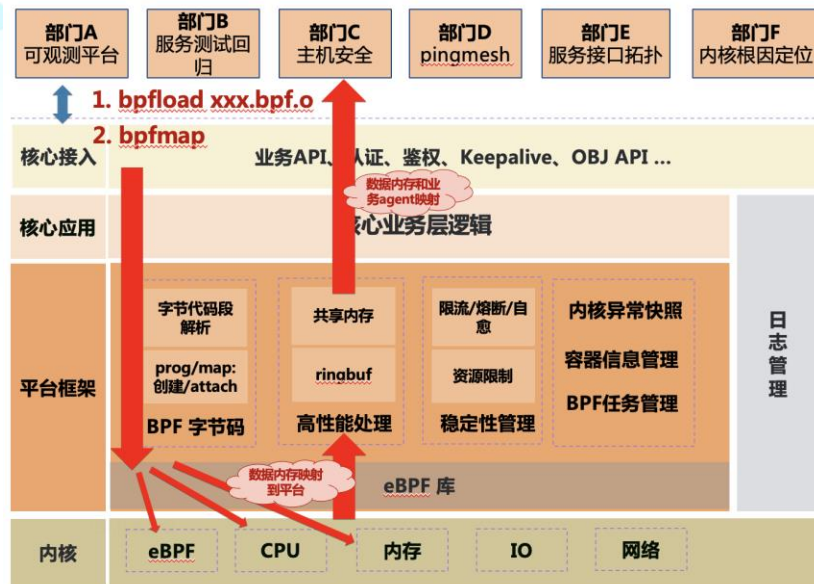 部门A
可观测平台
部门B
服务测试回
归
部门C
主机安全
部门D
pingmesh
部门E
服务接口拓扑
部门F
内核根因定位
1. bpfload xxx.bpf.o
2. bpfmap
核心接入
业务API、认证、鉴权、Keepalive、OBJ API ...
数据内存和业
务agent映射
核心应用
核心业务层逻辑
日志管理
平台框架
字节代码段
解析
prog/map:
创建/attach
BPF 字节码
共享内存
ringbuf
高性能处理
限流/熔断/自
愈
资源限制
稳定性管理
内核异常快照
容器信息管理
BPF任务管理
数据内存映射
到平台
eBPF 库
内核
eBPF
CPU
内存
IO
网络